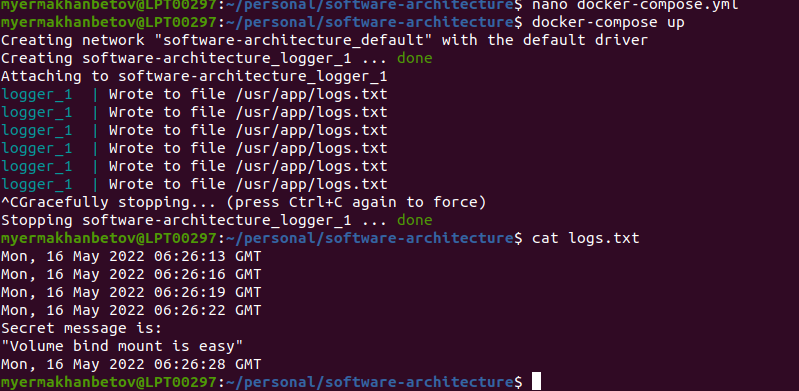 myermakhanbetov@LPT00297:~/personal/software-architecture$ nano docker-compose.yml
myermakhanbetov@LPT00297:~/personal/software-architecture$ docker-compose up
Creating network "software-architecture_default" with the default driver
Creating software-architecture_logger_1 ... done
Attaching to software-architecture_logger_1
logger_1  | Wrote to file /usr/app/logs.txt
logger_1  | Wrote to file /usr/app/logs.txt
logger_1  | Wrote to file /usr/app/logs.txt
logger_1  | Wrote to file /usr/app/logs.txt
logger_1  | Wrote to file /usr/app/logs.txt
logger_1  | Wrote to file /usr/app/logs.txt
^CGracefully stopping... (press Ctrl+C again to force)
Stopping software-architecture_logger_1 ... done
myermakhanbetov@LPT00297:~/personal/software-architecture$ cat logs.txt
Mon, 16 May 2022 06:26:13 GMT
Mon, 16 May 2022 06:26:16 GMT
Mon, 16 May 2022 06:26:19 GMT
Mon, 16 May 2022 06:26:22 GMT
Secret message is:
"Volume bind mount is easy"
Mon, 16 May 2022 06:26:28 GMT
myermakhanbetov@LPT00297:~/personal/software-architecture$